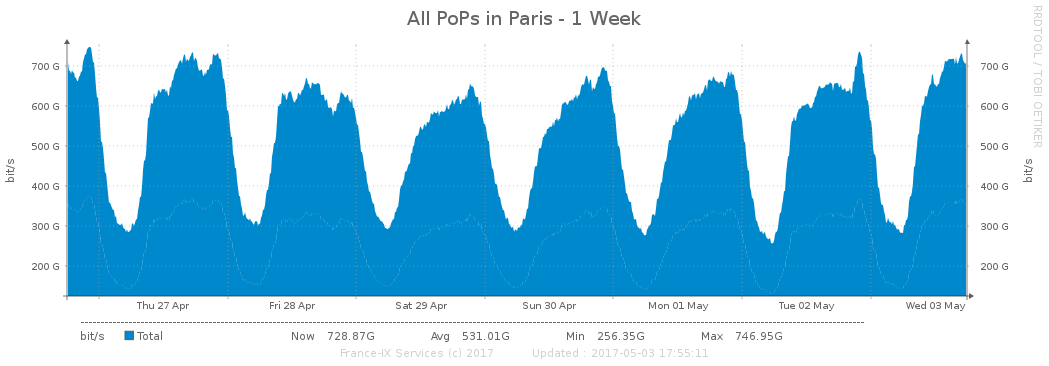 All PoPs in Paris - 1 Week
RRDTOOL / TOBI OETIKER
bit/s
700 G
600 G
500 G
400 G
300 G
200 G
700 G
600 G
500 G
400 G
300 G
200 G
bit/s
Thu 27 Apr Fri 28 Apr Sat 29 Apr Sun 30 Apr Mon 01 May Tue 02 May Wed 03 May
bit/s Total Now 728.87G Avg 531.01G Min 256.35G Max 746.95G
France-IX Services (c) 2017 Updated : 2017-05-03 17:55:11